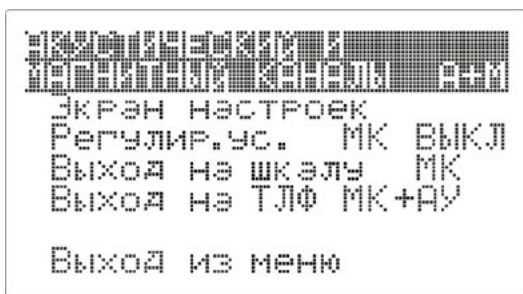 АКУСТИЧЕСКИЙ И
МАГНИТНЫЙ КАНАЛЫ А+М
Экран настроек
Регулир.ус. МК ВЫКЛ
Выход на шкалу МК
Выход на ТЛФ МК+АУ
Выход из меню